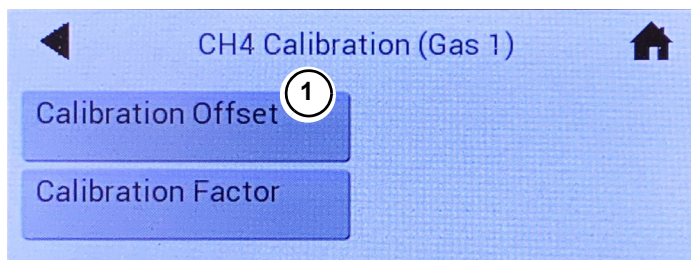 CH4 Calibration (Gas 1)
1
Calibration Offset
Calibration Factor